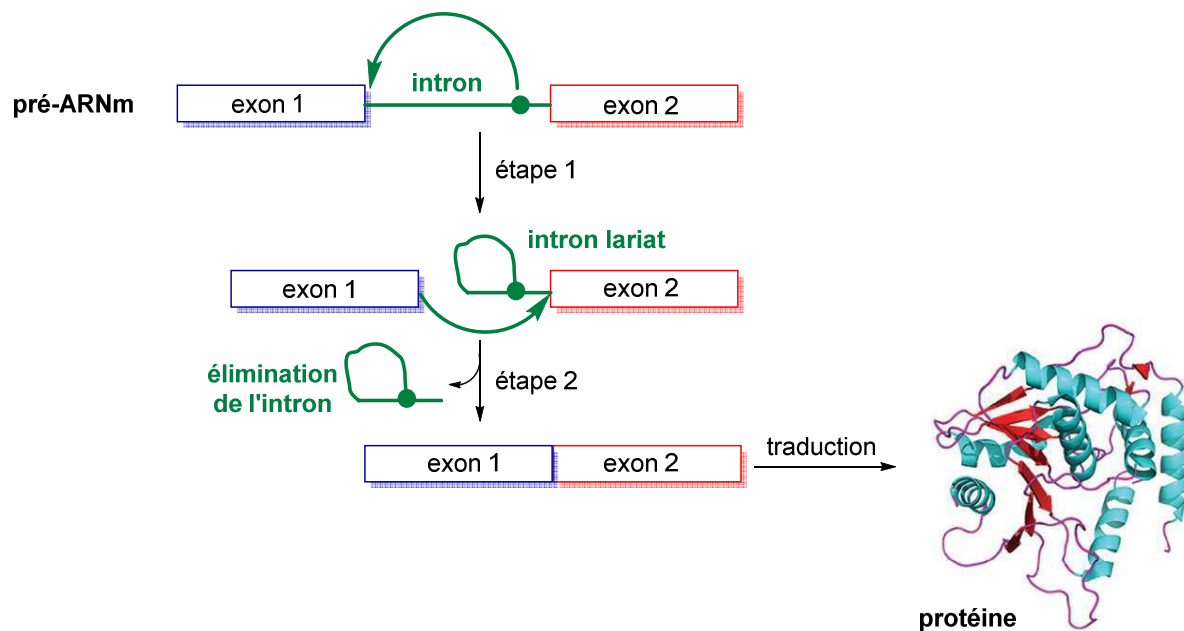 intron
pré-ARNm
exon 1
exon 2
étape 1
intron lariat
exon 1
exon 2
élimination
de l'intron
étape 2
exon 1
exon 2
traduction
protéine